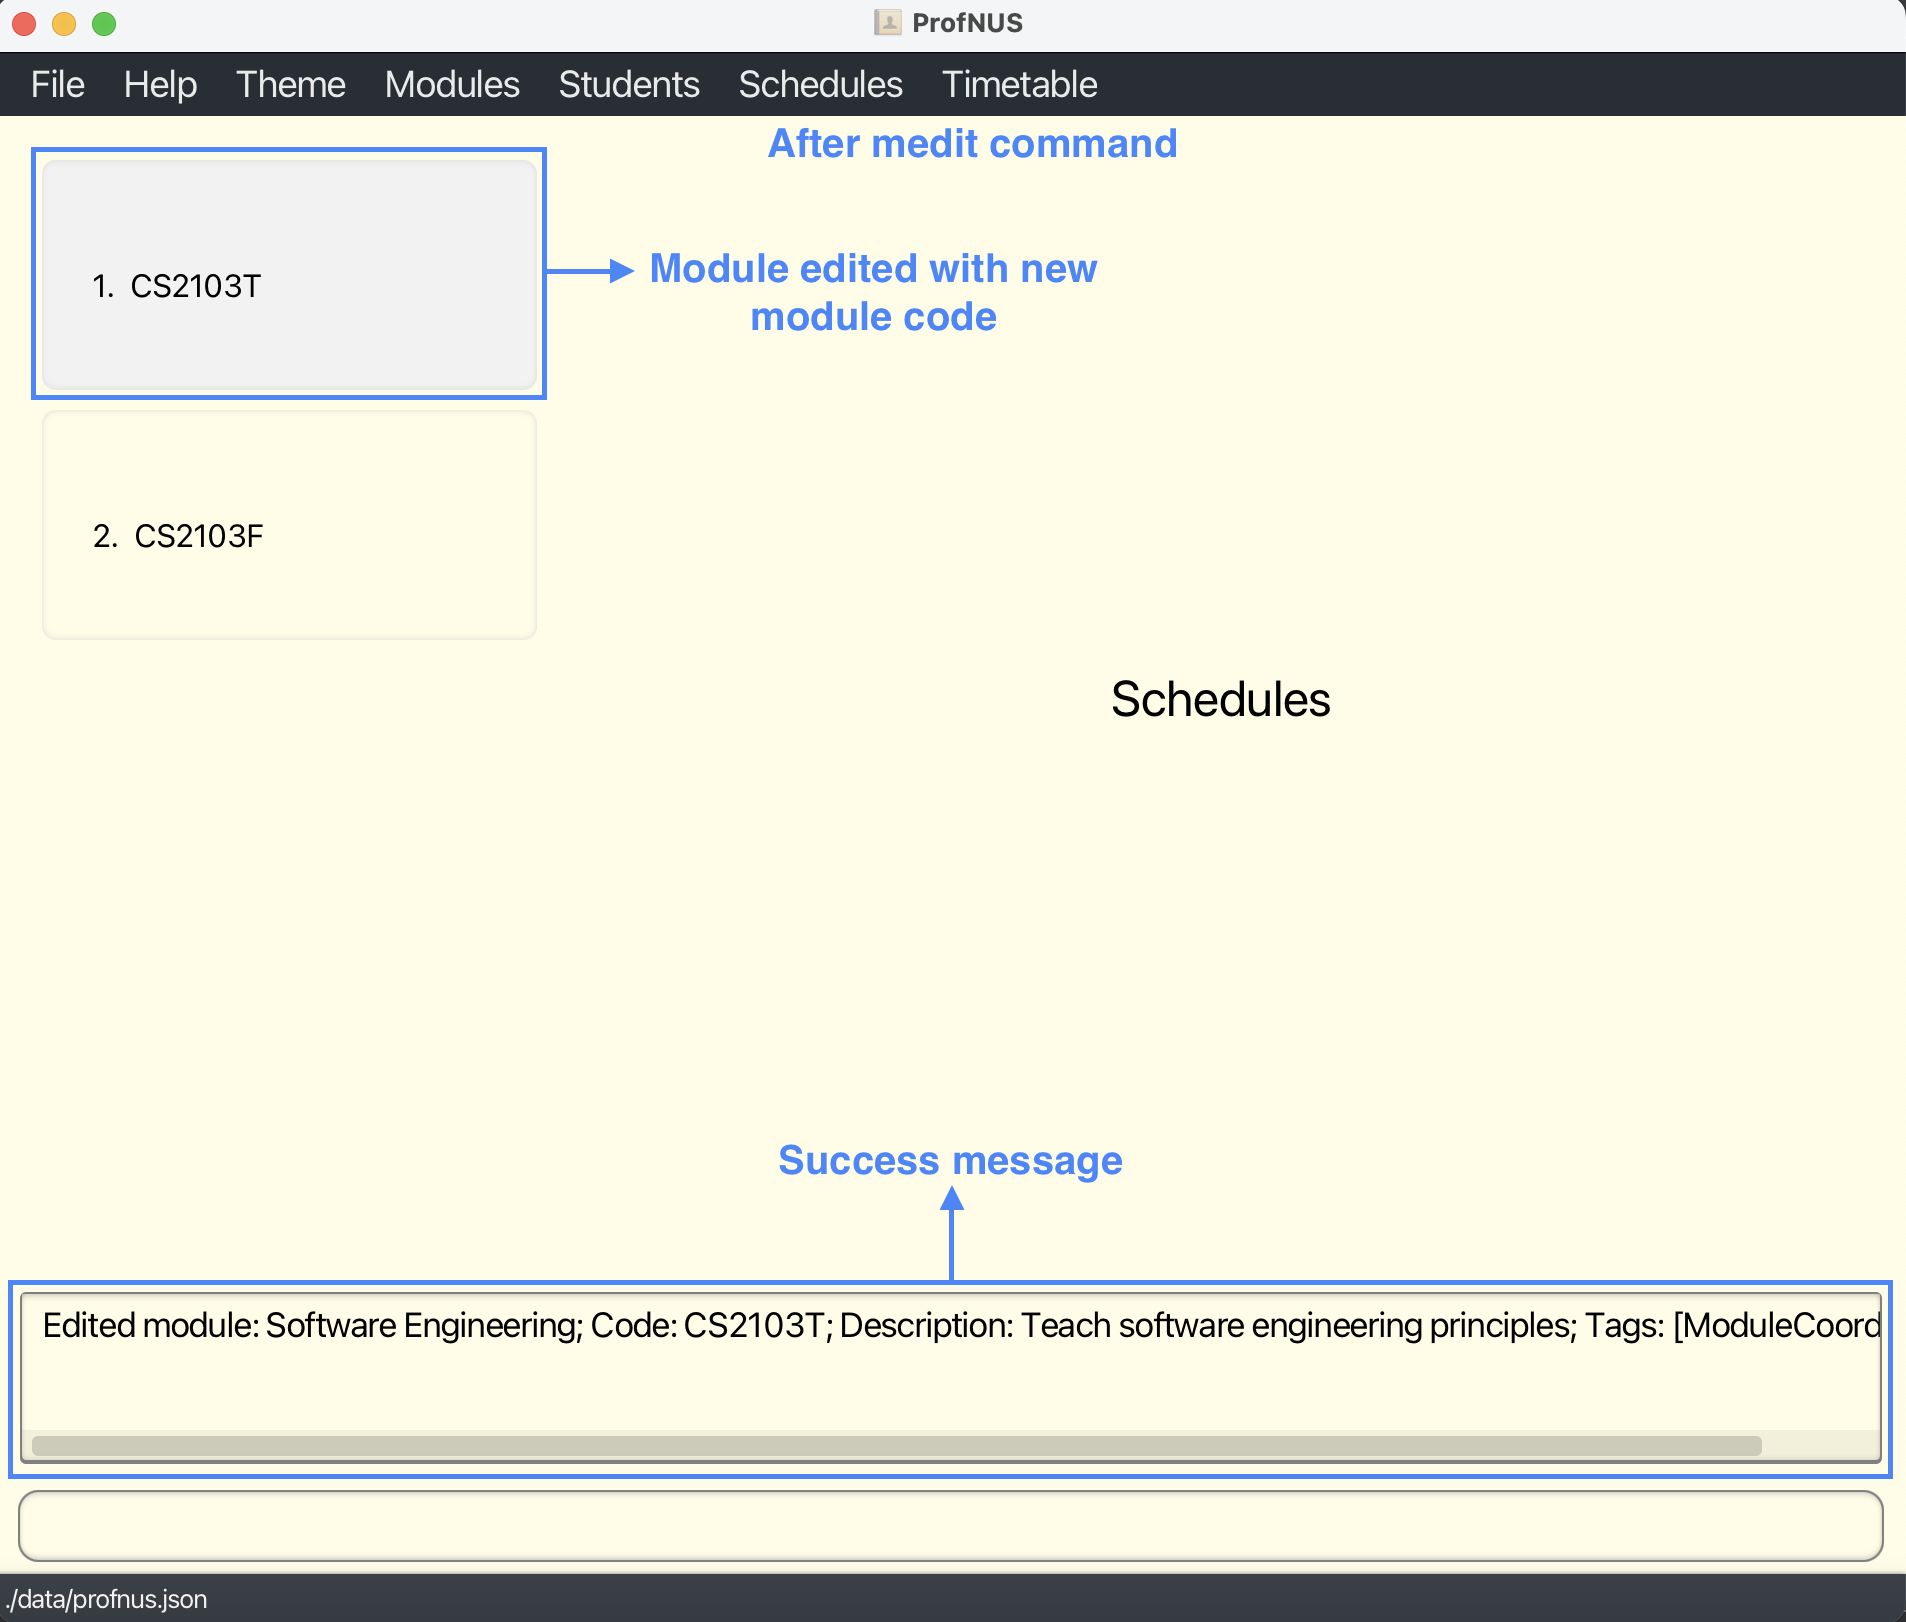 ProfNUS
File Help Theme Modules Students Schedules Timetable
After medit command
1. CS2103T
Module edited with new
module code
2. CS2103F
Schedules
Success message
Edited module: Software Engineering; Code: CS2103T; Description: Teach software engineering principles; Tags: [ModuleCoord
./data/profnus.json